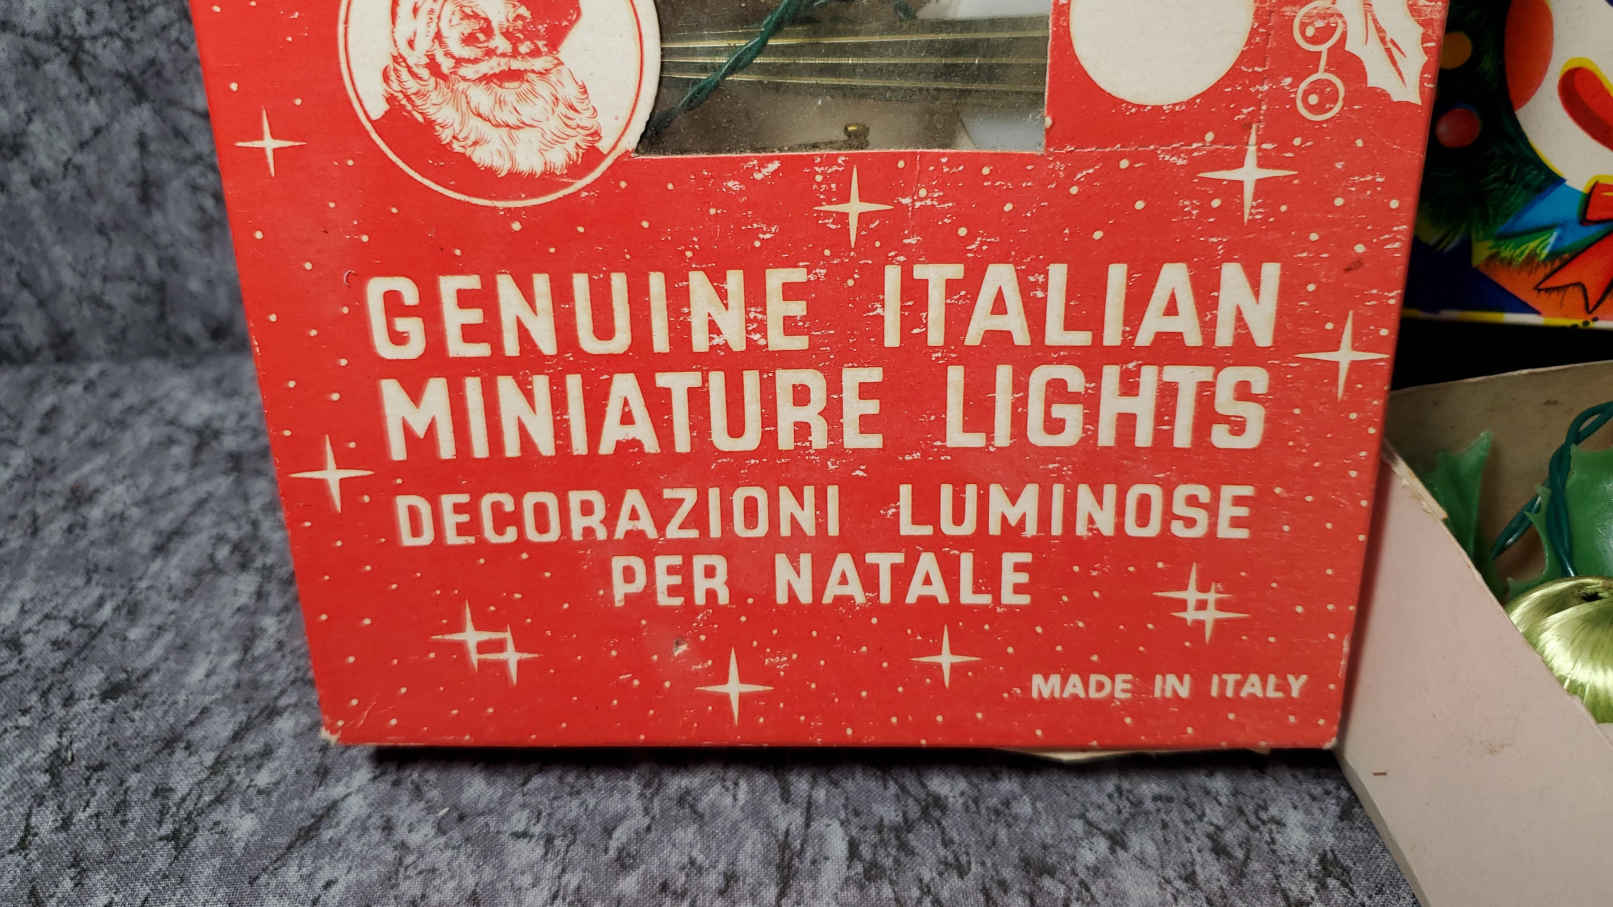 GENUINE ITALIAN
MINIATURE LIGHTS
DECORAZIONI LUMINOSE
PER NATALE
MADE IN ITALY